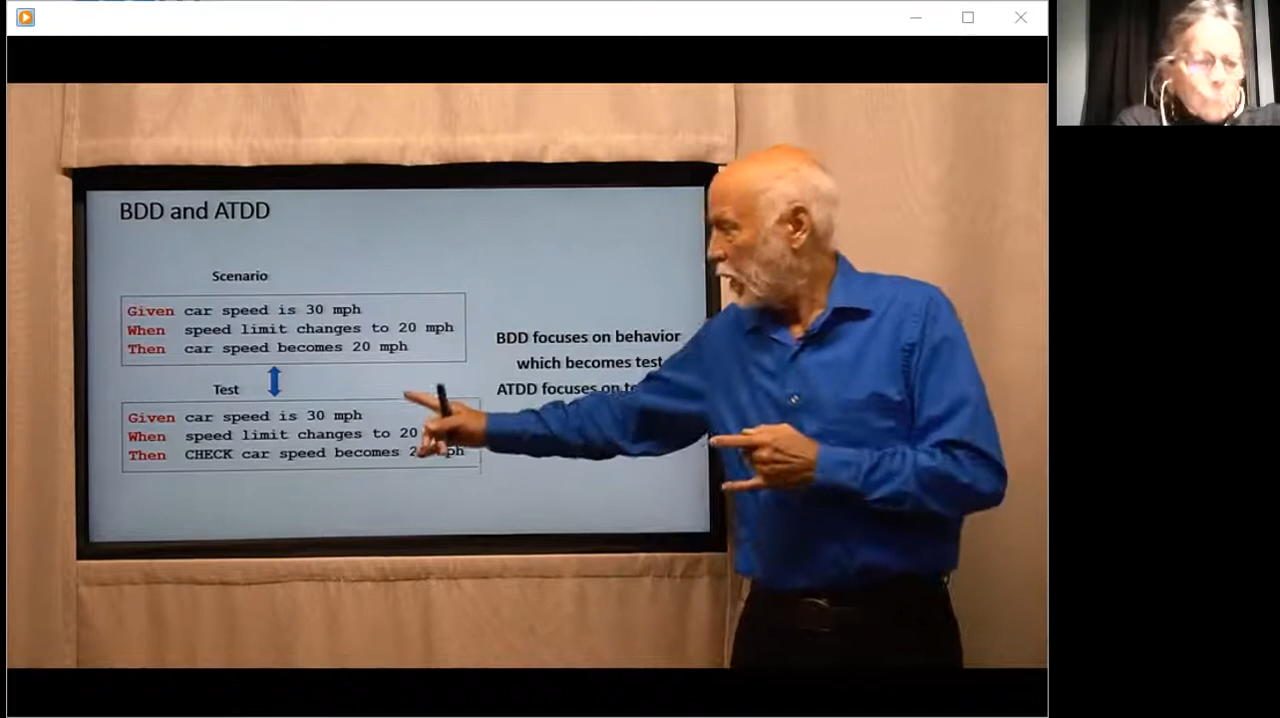 BDD and ATDD
Scenario
Given car speed is 30 mph
When speed limit changes to 20 mph
Then car speed becomes 20 mph
BDD focuses on behavior
which becomes test
Test
ATDD focuses on
Given car speed is 30 mph
When speed limit changes to 20
Then CHECK car speed becomes